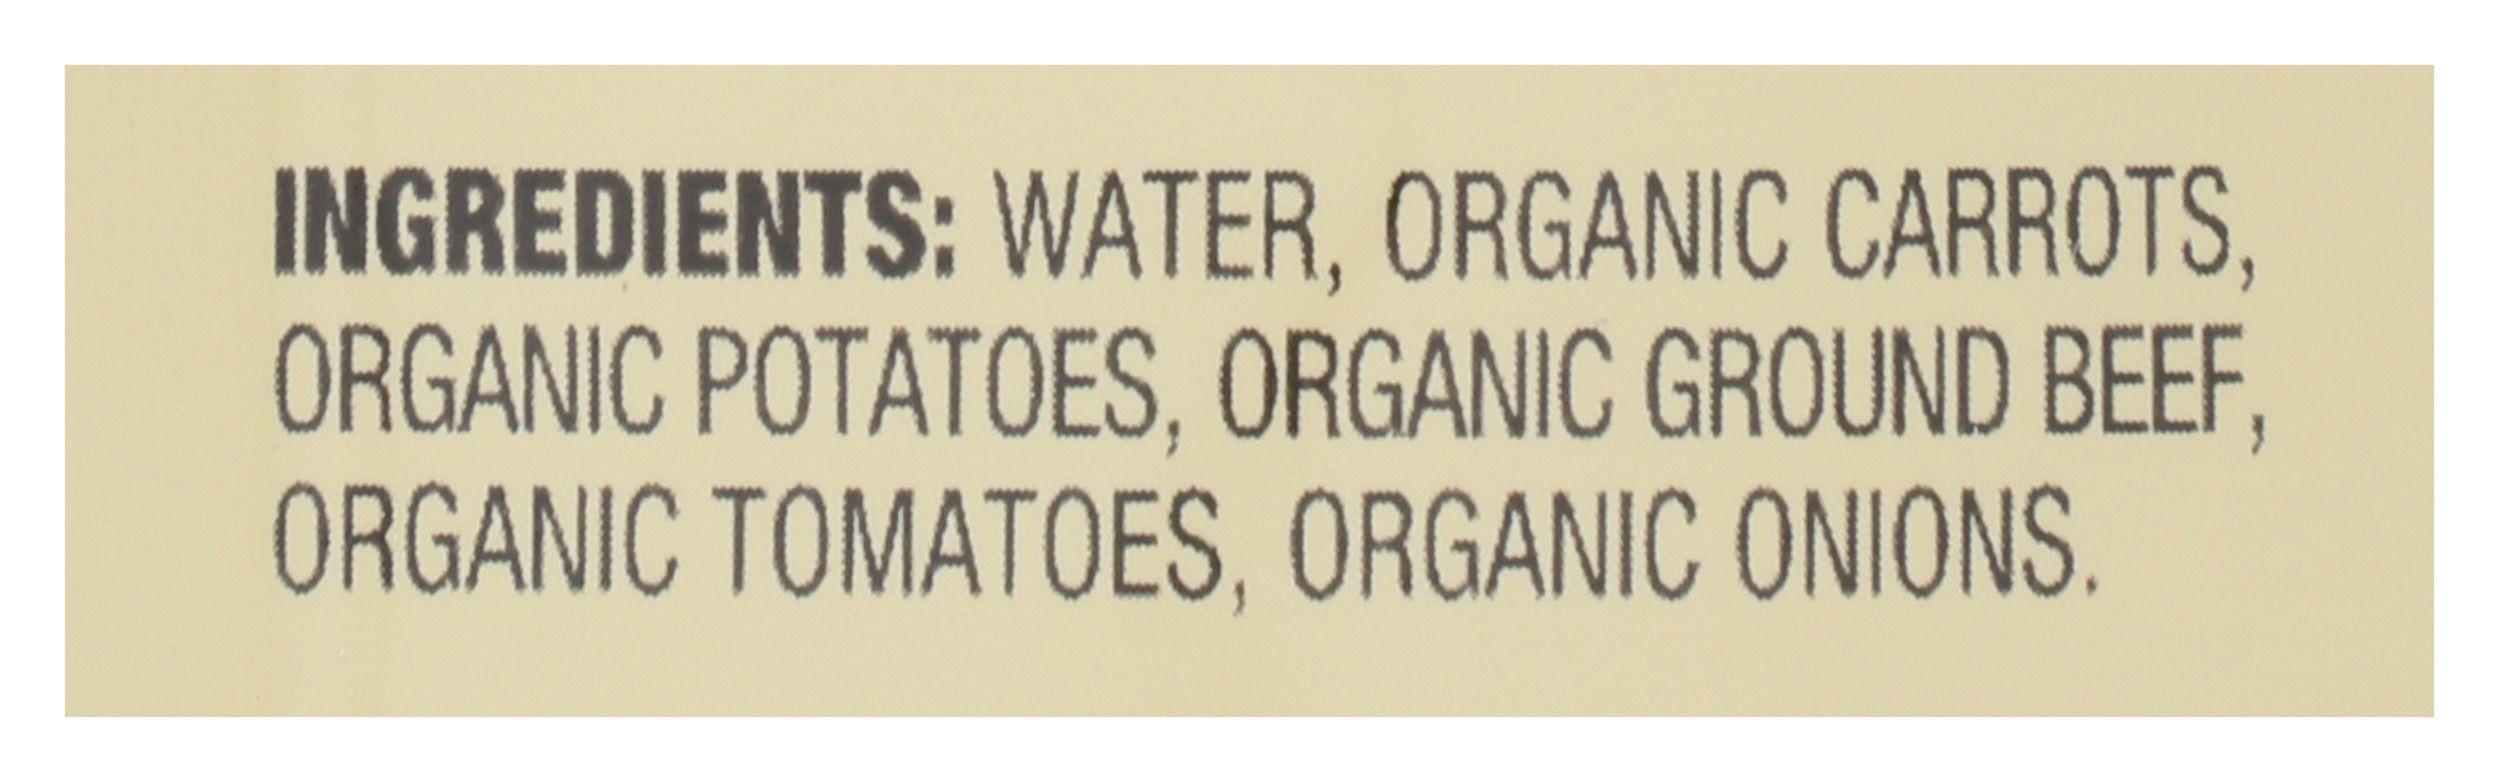 INGREDIENTS: WATER, ORGANIC CARROTS,
ORGANIC POTATOES, ORGANIC GROUND BEEF,
ORGANIC TOMATOES, ORGANIC ONIONS.